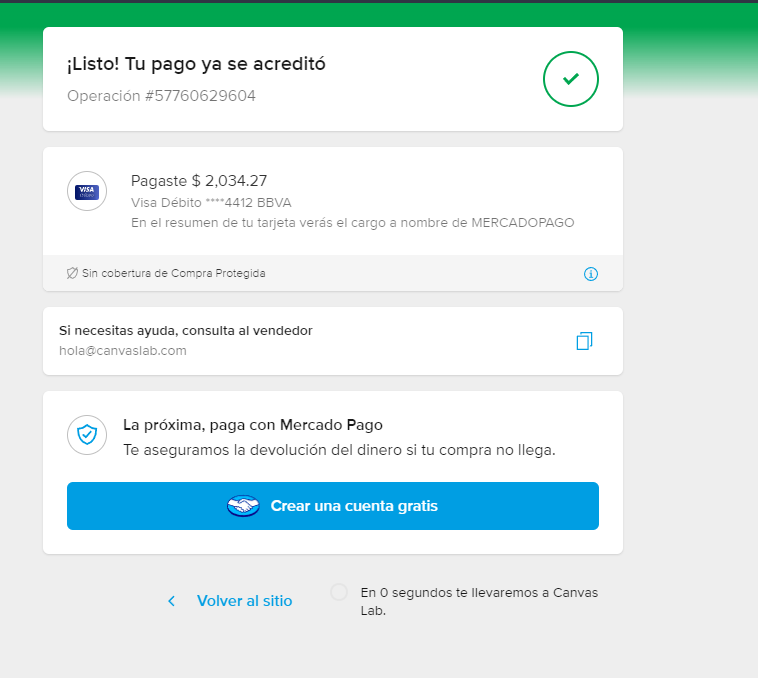 ¡Listo! Tu pago ya se acreditó
Operación #57760629604
VISA
Pagaste $ 2,034.27
Visa Débito ****4412 BBVA
En el resumen de tu tarjeta verás el cargo a nombre de MERCADOPAGO
Sin cobertura de Compra Protegida
Si necesitas ayuda, consulta al vendedor
hola@canvaslab.com
La próxima, paga con Mercado Pago
Te aseguramos la devolución del dinero si tu compra no llega.
Crear una cuenta gratis
Volver al sitio
En 0 segundos te llevaremos a Canvas
Lab.